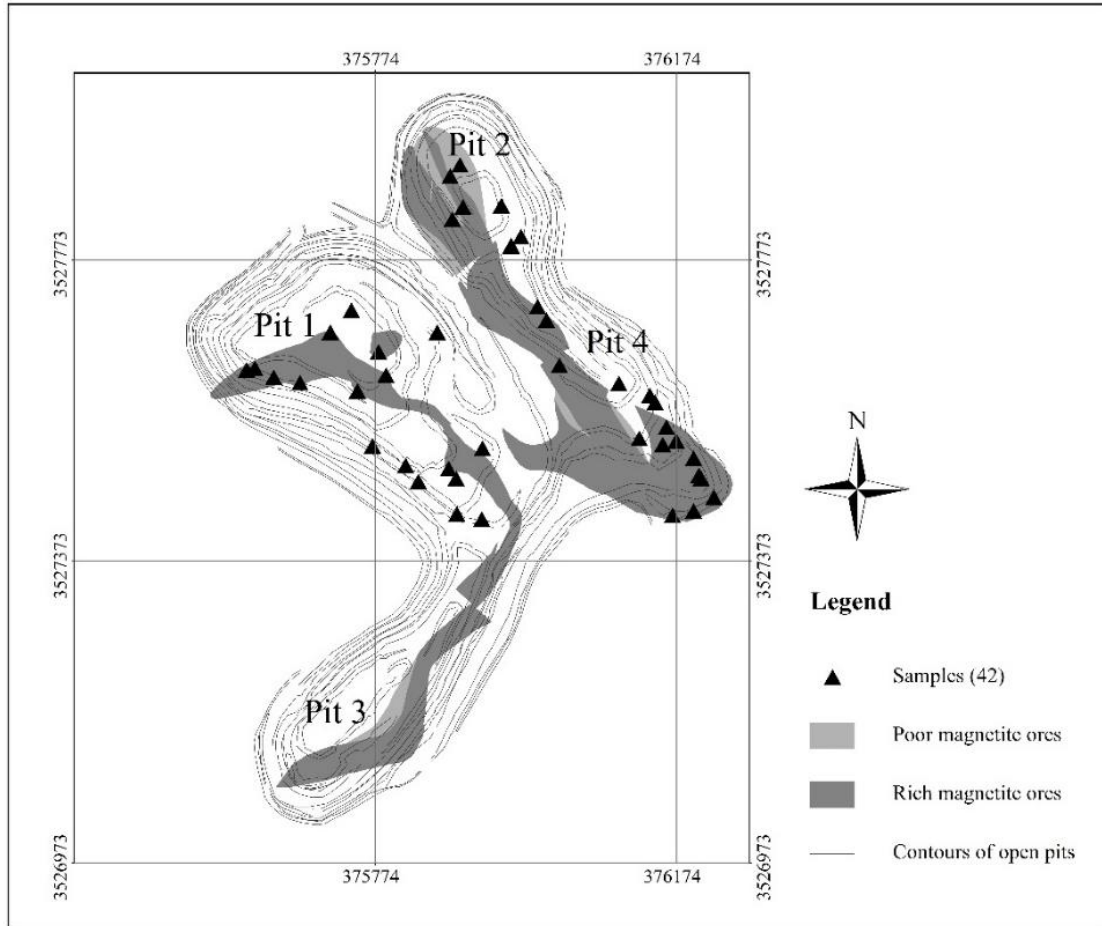 375774
376174
Pit 2
3527773
3527773
Pit 1
Pit 4
N
3527373
3527373
Legend
Samples (42)
Pit 3
Poor magnetite ores
Rich magnetite ores
Contours of open pits
3526973
3526973
375774
376174